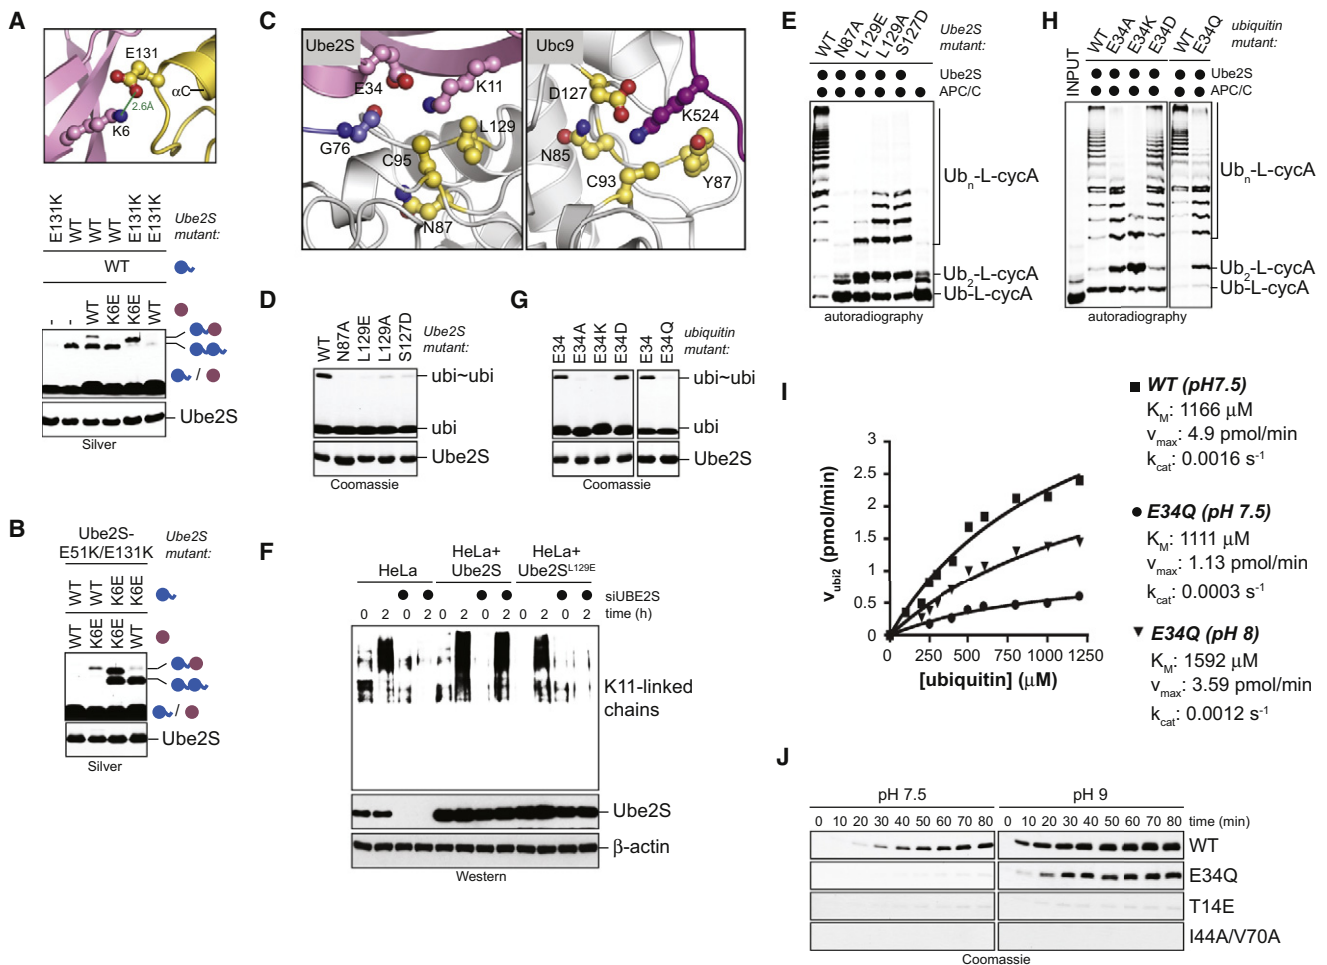 A
E131
αC
2.6Å
K6
E131K
WT
WT
WT
E131K
E131K
Ube2S
mutant:
WT
-
-
WT
K6E
K6E
WT
/
Ube2S
Silver
B
Ube2S-
E51K/E131K
Ube2S
mutant:
WT
WT
K6E
K6E
WT
K6E
K6E
WT
/
Ube2S
Silver
C
Ube2S
E34
K11
G76
C95
L129
N87
Ubc9
D127
K524
N85
C93
Y87
D
WT
N87A
L129E
L129A
S127D
Ube2S
mutant:
ubi~ubi
ubi
Ube2S
Coomassie
E
WT
N87A
L129E
L129A
S127D
Ube2S
mutant:
Ube2S
APC/C
Ubn-L-cycA
Ub2-L-cycA
Ub-L-cycA
autoradiography
F
HeLa
HeLa+
Ube2S
HeLa+
Ube2SL129E
siUBE2S
0 2 0 2 0 2 0 2 0 2 0 2 time (h)
K11-linked
chains
Ube2S
β-actin
Western
G
E34
E34A
E34K
E34D
E34
E34Q
ubiquitin
mutant:
ubi~ubi
ubi
Ube2S
Coomassie
H
INPUT
WT
E34A
E34K
E34D
WT
E34Q
ubiquitin
mutant:
Ube2S
APC/C
Ubn-L-cycA
Ub2-L-cycA
Ub-L-cycA
autoradiography
I
vubi2 (pmol/min)
3
2.5
2
1.5
1
0.5
0
0 250 500 750 1000 1250
[ubiquitin] (μM)
WT (pH7.5)
KM: 1166 μM
vmax: 4.9 pmol/min
kcat: 0.0016 s-1
E34Q (pH 7.5)
KM: 1111 μM
vmax: 1.13 pmol/min
kcat: 0.0003 s-1
E34Q (pH 8)
KM: 1592 μM
vmax: 3.59 pmol/min
kcat: 0.0012 s-1
J
pH 7.5
pH 9
0 10 20 30 40 50 60 70 80 0 10 20 30 40 50 60 70 80 time (min)
WT
E34Q
T14E
I44A/V70A
Coomassie